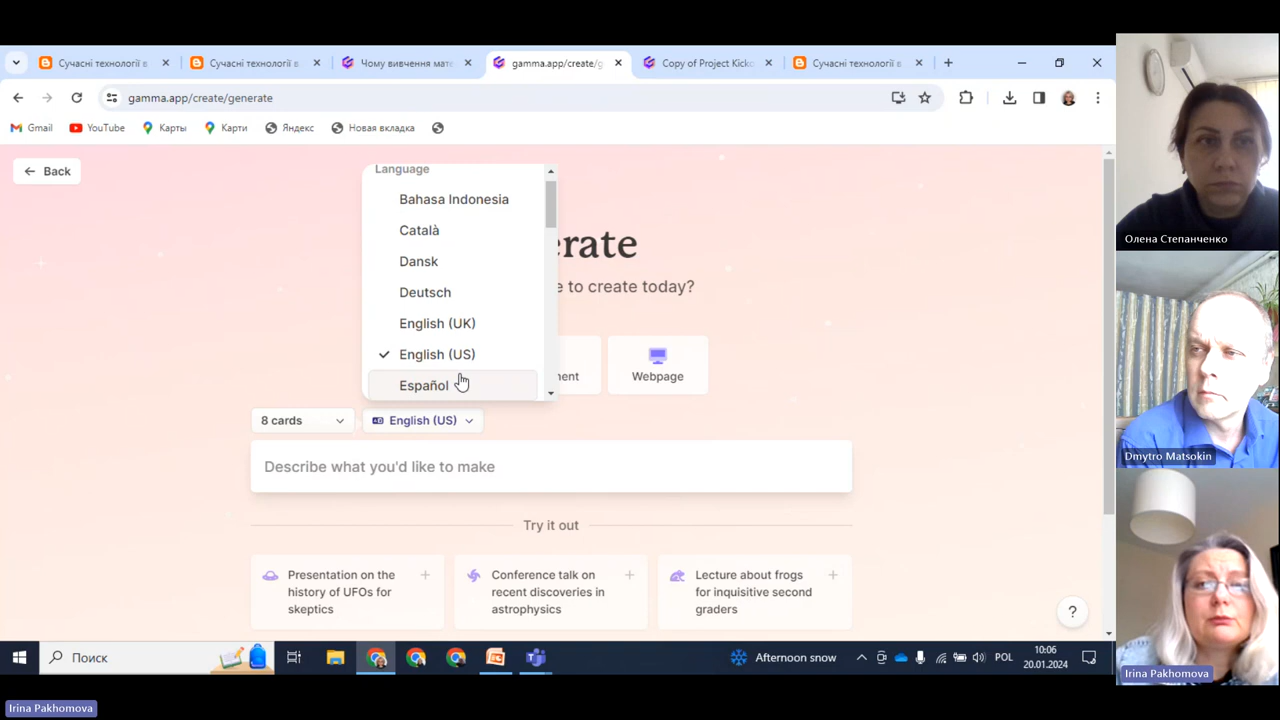 Сучасні технології в
Сучасні технології в
Чому вивчення мате
gamma.app/create/g
Copy of Project Kicko
Сучасні технології в
gamma.app/create/generate
Gmail
YouTube
Карты
Карти
Яндекс
Новая вкладка
Back
Language
Bahasa Indonesia
Català
Dansk
Deutsch
English (UK)
English (US)
Español
erate
e to create today?
ment
Webpage
8 cards
English (US)
Describe what you'd like to make
Try it out
Presentation on the
history of UFOs for
skeptics
Conference talk on
recent discoveries in
astrophysics
Lecture about frogs
for inquisitive second
graders
?
Поиск
Afternoon snow
POL
10:06
20.01.2024
Олена Степанченко
Dmytro Matsokin
Irina Pakhomova
Irina Pakhomova